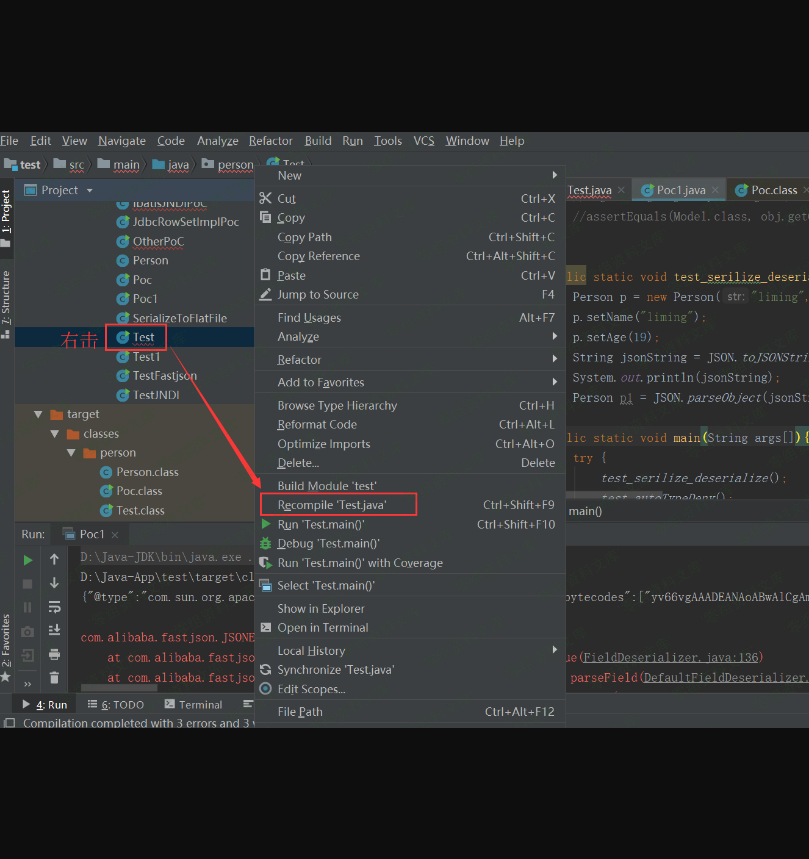 File Edit View Navigate Code Analyze Refactor Build Run Tools VCS Window Help
test src main java person Test
Project
1: Project
7: Structure
2: Favorites
IbatisJNDIPoc
JdbcRowSetImplPoc
OtherPoC
Person
Poc
Poc1
SerializeToFlatFile
右击 Test
Test1
TestFastjson
TestJNDI
target
classes
person
Person.class
Poc.class
Test.class
New
Cut Ctrl+X
Copy Ctrl+C
Copy Path Ctrl+Shift+C
Copy Reference Ctrl+Alt+Shift+C
Paste Ctrl+V
Jump to Source F4
Find Usages Alt+F7
Analyze
Refactor
Add to Favorites
Browse Type Hierarchy Ctrl+H
Reformat Code Ctrl+Alt+L
Optimize Imports Ctrl+Alt+O
Delete... Delete
Build Module 'test'
Recompile 'Test.java' Ctrl+Shift+F9
Run 'Test.main()' Ctrl+Shift+F10
Debug 'Test.main()'
Run 'Test.main()' with Coverage
Select 'Test.main()'
Show in Explorer
Open in Terminal
Local History
Synchronize 'Test.java'
Edit Scopes...
File Path Ctrl+Alt+F12
Test.java Poc1.java Poc.class
//assertEquals(Model.class, obj.get
lic static void test_serilize_deseri
Person p = new Person( str: "liming",
p.setName("liming");
p.setAge(19);
String jsonString = JSON.toJSONStri
System.out.println(jsonString);
Person p1 = JSON.parseObject(jsonSt
lic static void main(String args[]){
try {
test_serilize_deserialize();
test_autoTypeDeny();
main()
Run: Poc1
D:\Java-JDK\bin\java.exe .
D:\Java-App\test\target\cl
{"@type":"com.sun.org.apac
ytecodes":["yv66vgAAADEANAoABwAlCgAm
com.alibaba.fastjson.JSONE
at com.alibaba.fastjso
ue(FieldDeserializer.java:136)
at com.alibaba.fastjso
parseField(DefaultFieldDeserializer.
4: Run 6: TODO Terminal
Compilation completed with 3 errors and 3